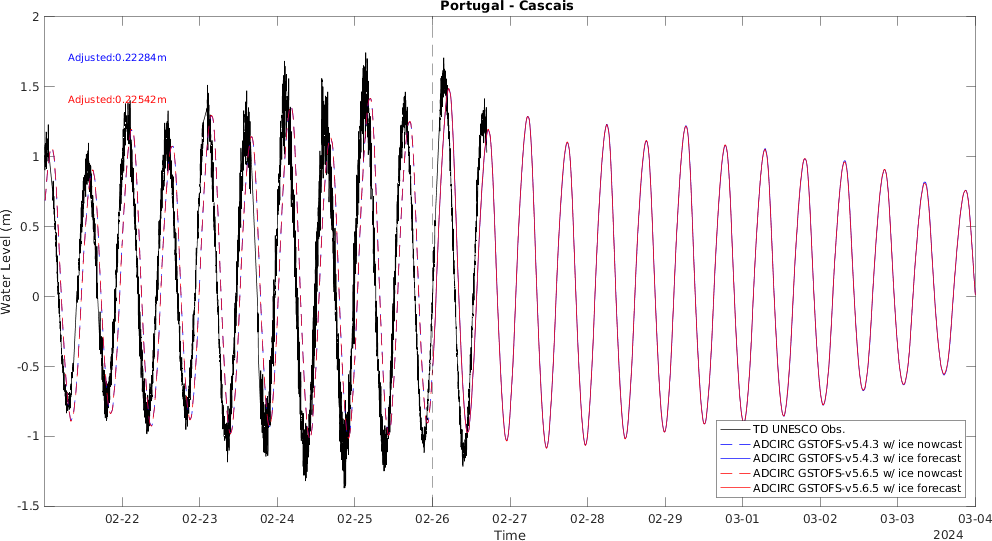 Portugal - Cascais
2
Adjusted:0.22284m
1.5
Adjusted:0.22542m
1
0.5
Water Level (m)
0
-0.5
-1
-1.5
TD UNESCO Obs.
ADCIRC GSTOFS-v5.4.3 w/ ice nowcast
ADCIRC GSTOFS-v5.4.3 w/ ice forecast
ADCIRC GSTOFS-v5.6.5 w/ ice nowcast
ADCIRC GSTOFS-v5.6.5 w/ ice forecast
02-22 02-23 02-24 02-25 02-26 02-27 02-28 02-29 03-01 03-02 03-03 03-04
Time
2024